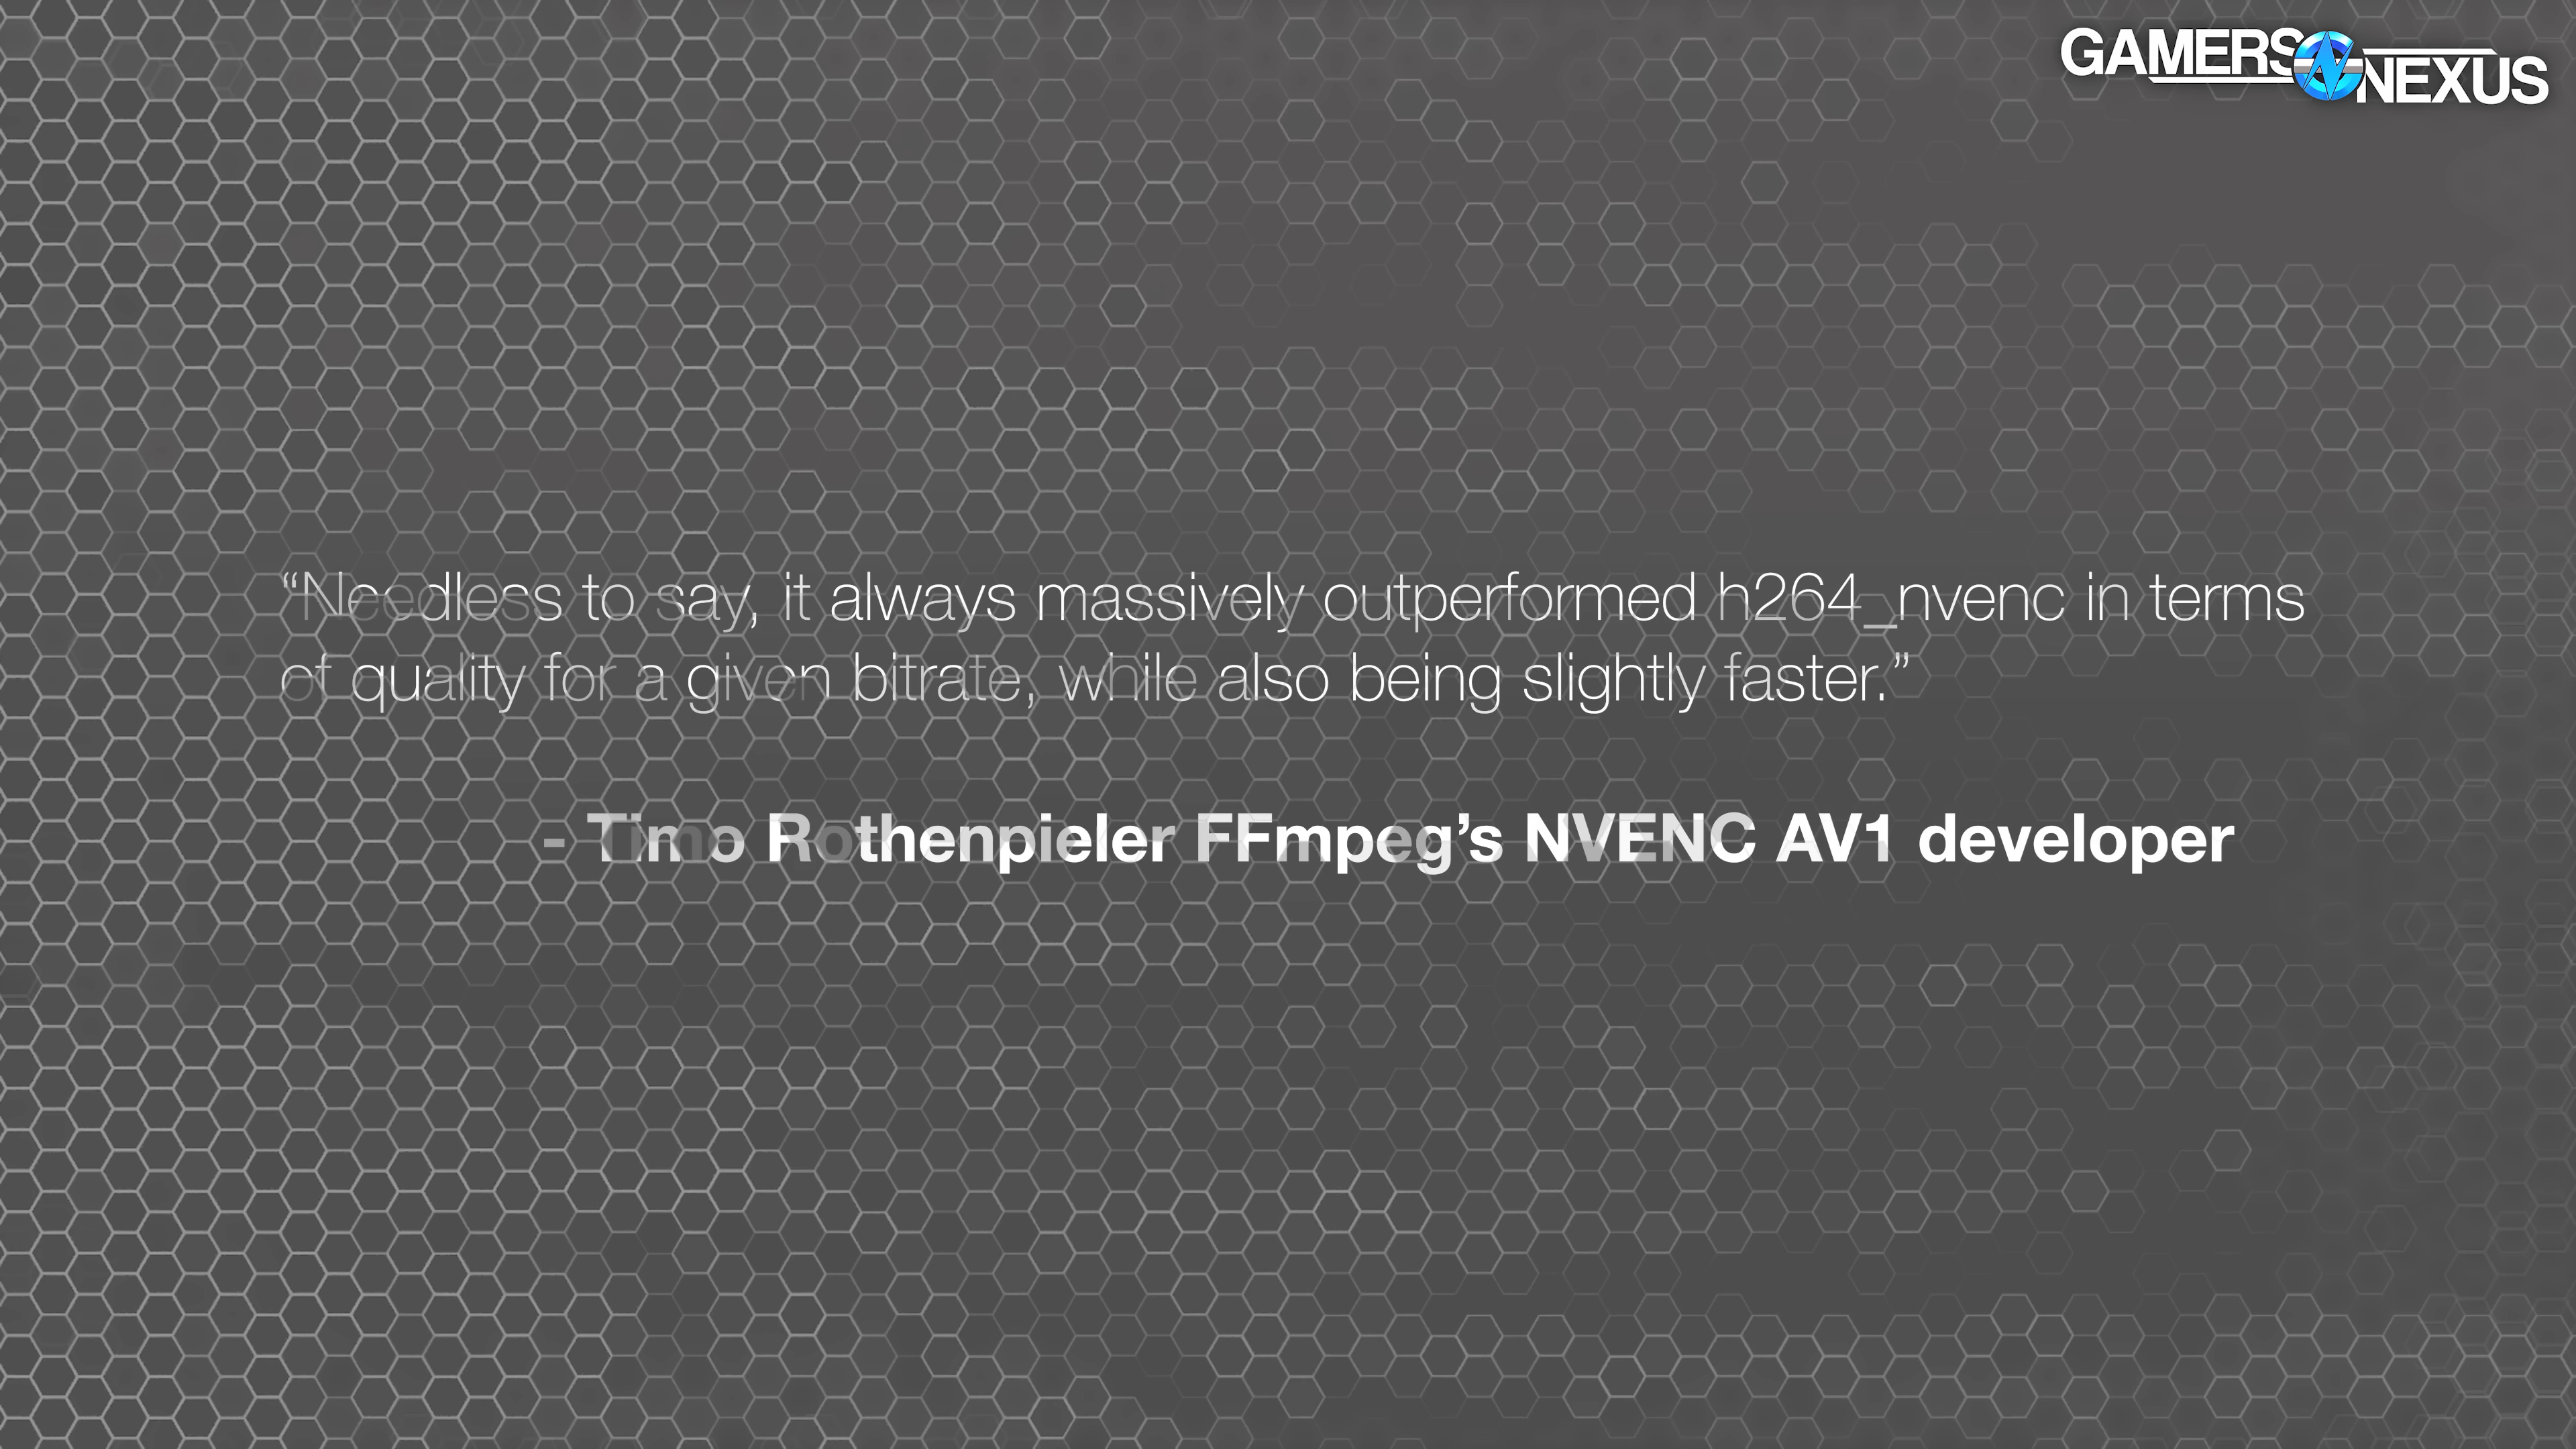 GAMERS NEXUS
“Needless to say, it always massively outperformed h264_nvenc in terms
of quality for a given bitrate, while also being slightly faster.”
- Timo Rothenpieler FFmpeg’s NVENC AV1 developer